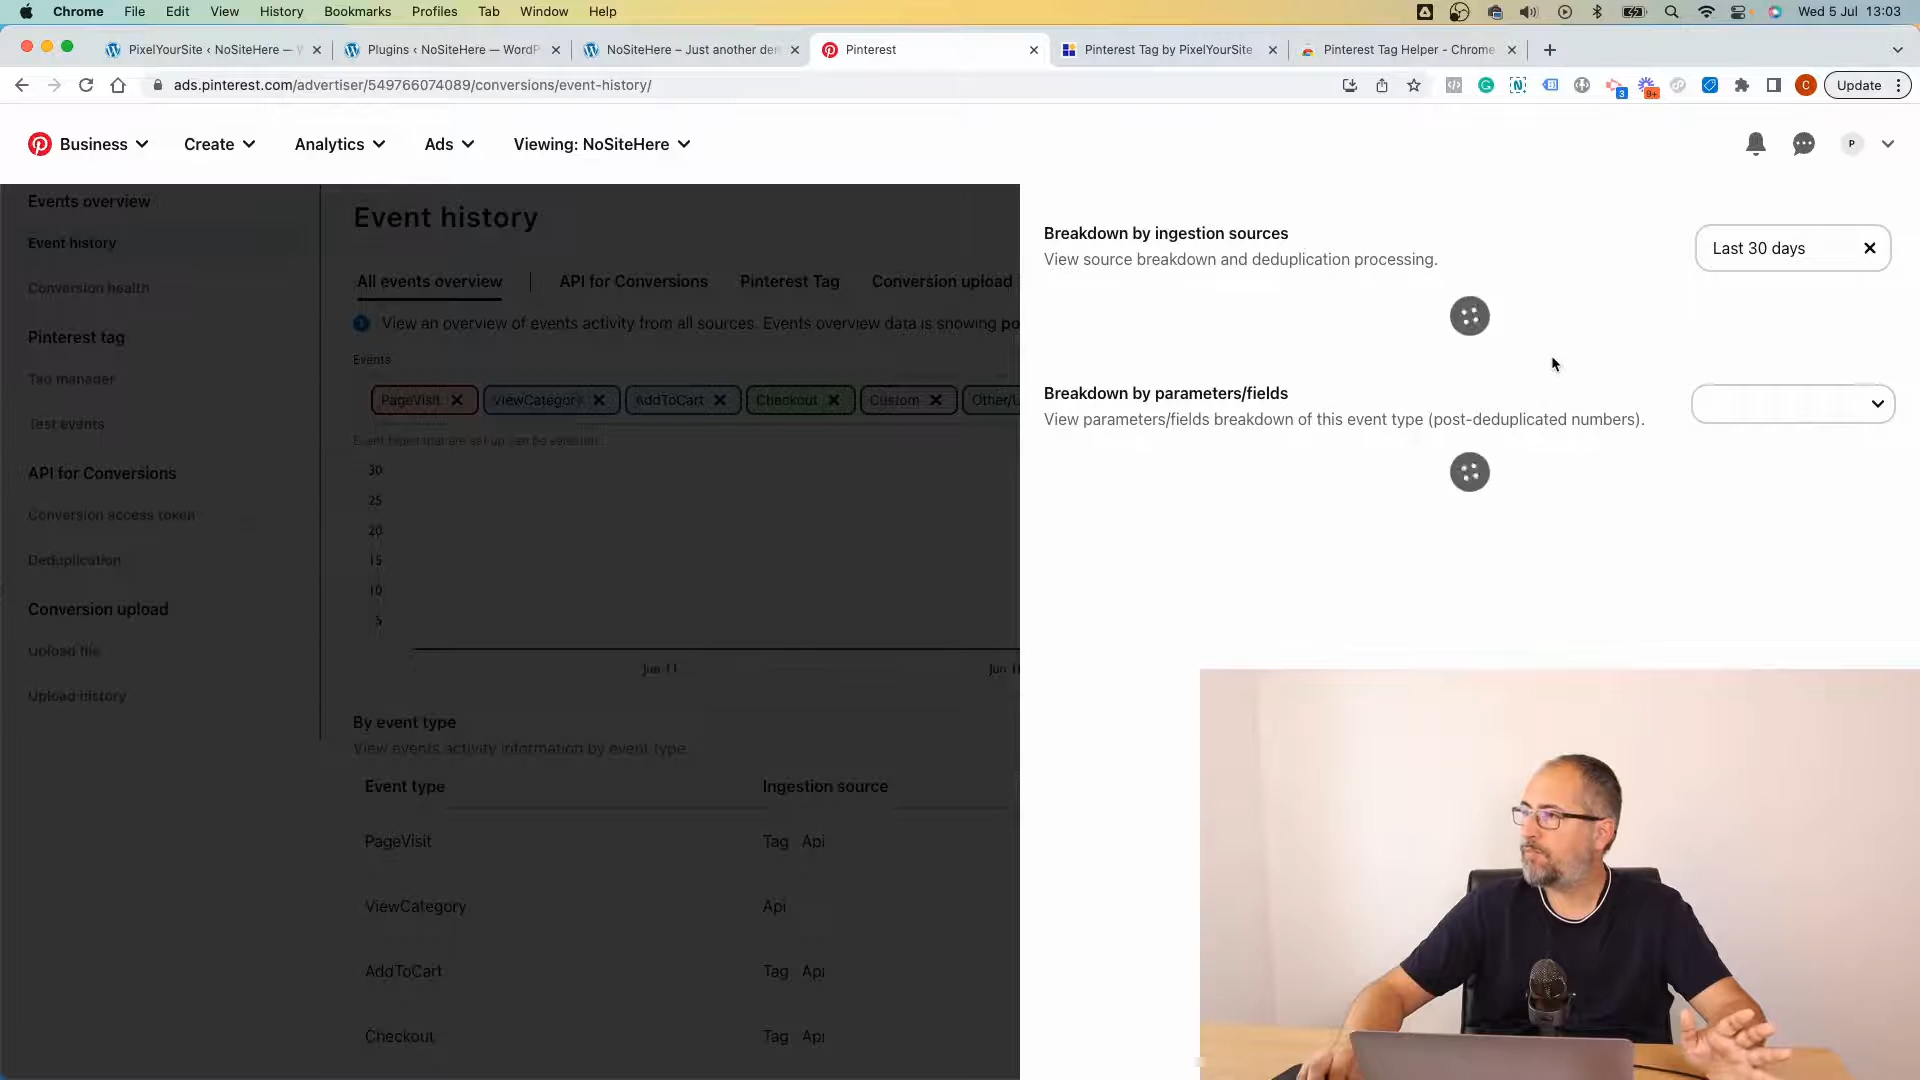 Chrome File Edit View History Bookmarks Profiles Tab Window Help Wed 5 Jul 13:03
PixelYourSite ‹ NoSiteHere — W Plugins ‹ NoSiteHere — WordP NoSiteHere – Just another der Pinterest Pinterest Tag by PixelYourSite Pinterest Tag Helper - Chrome
ads.pinterest.com/advertiser/549766074089/conversions/event-history/ 3 9+ C Update
Business Create Analytics Ads Viewing: NoSiteHere P
Events overview
Event history
Conversion health
Pinterest tag
Tag manager
Test events
API for Conversions
Conversion access token
Deduplication
Conversion upload
Upload file
Upload history
Event history
All events overview API for Conversions Pinterest Tag Conversion upload
View an overview of events activity from all sources. Events overview data is showing po
Events
PageVisit ViewCategory AddToCart Checkout Custom Other/
Event types that are set up can be selected.
30
25
20
15
10
5
Jun 11 Jun 1
By event type
View events activity information by event type.
Event type Ingestion source
PageVisit Tag Api
ViewCategory Api
AddToCart Tag Api
Checkout Tag Api
Breakdown by ingestion sources
View source breakdown and deduplication processing.
Last 30 days
Breakdown by parameters/fields
View parameters/fields breakdown of this event type (post-deduplicated numbers).